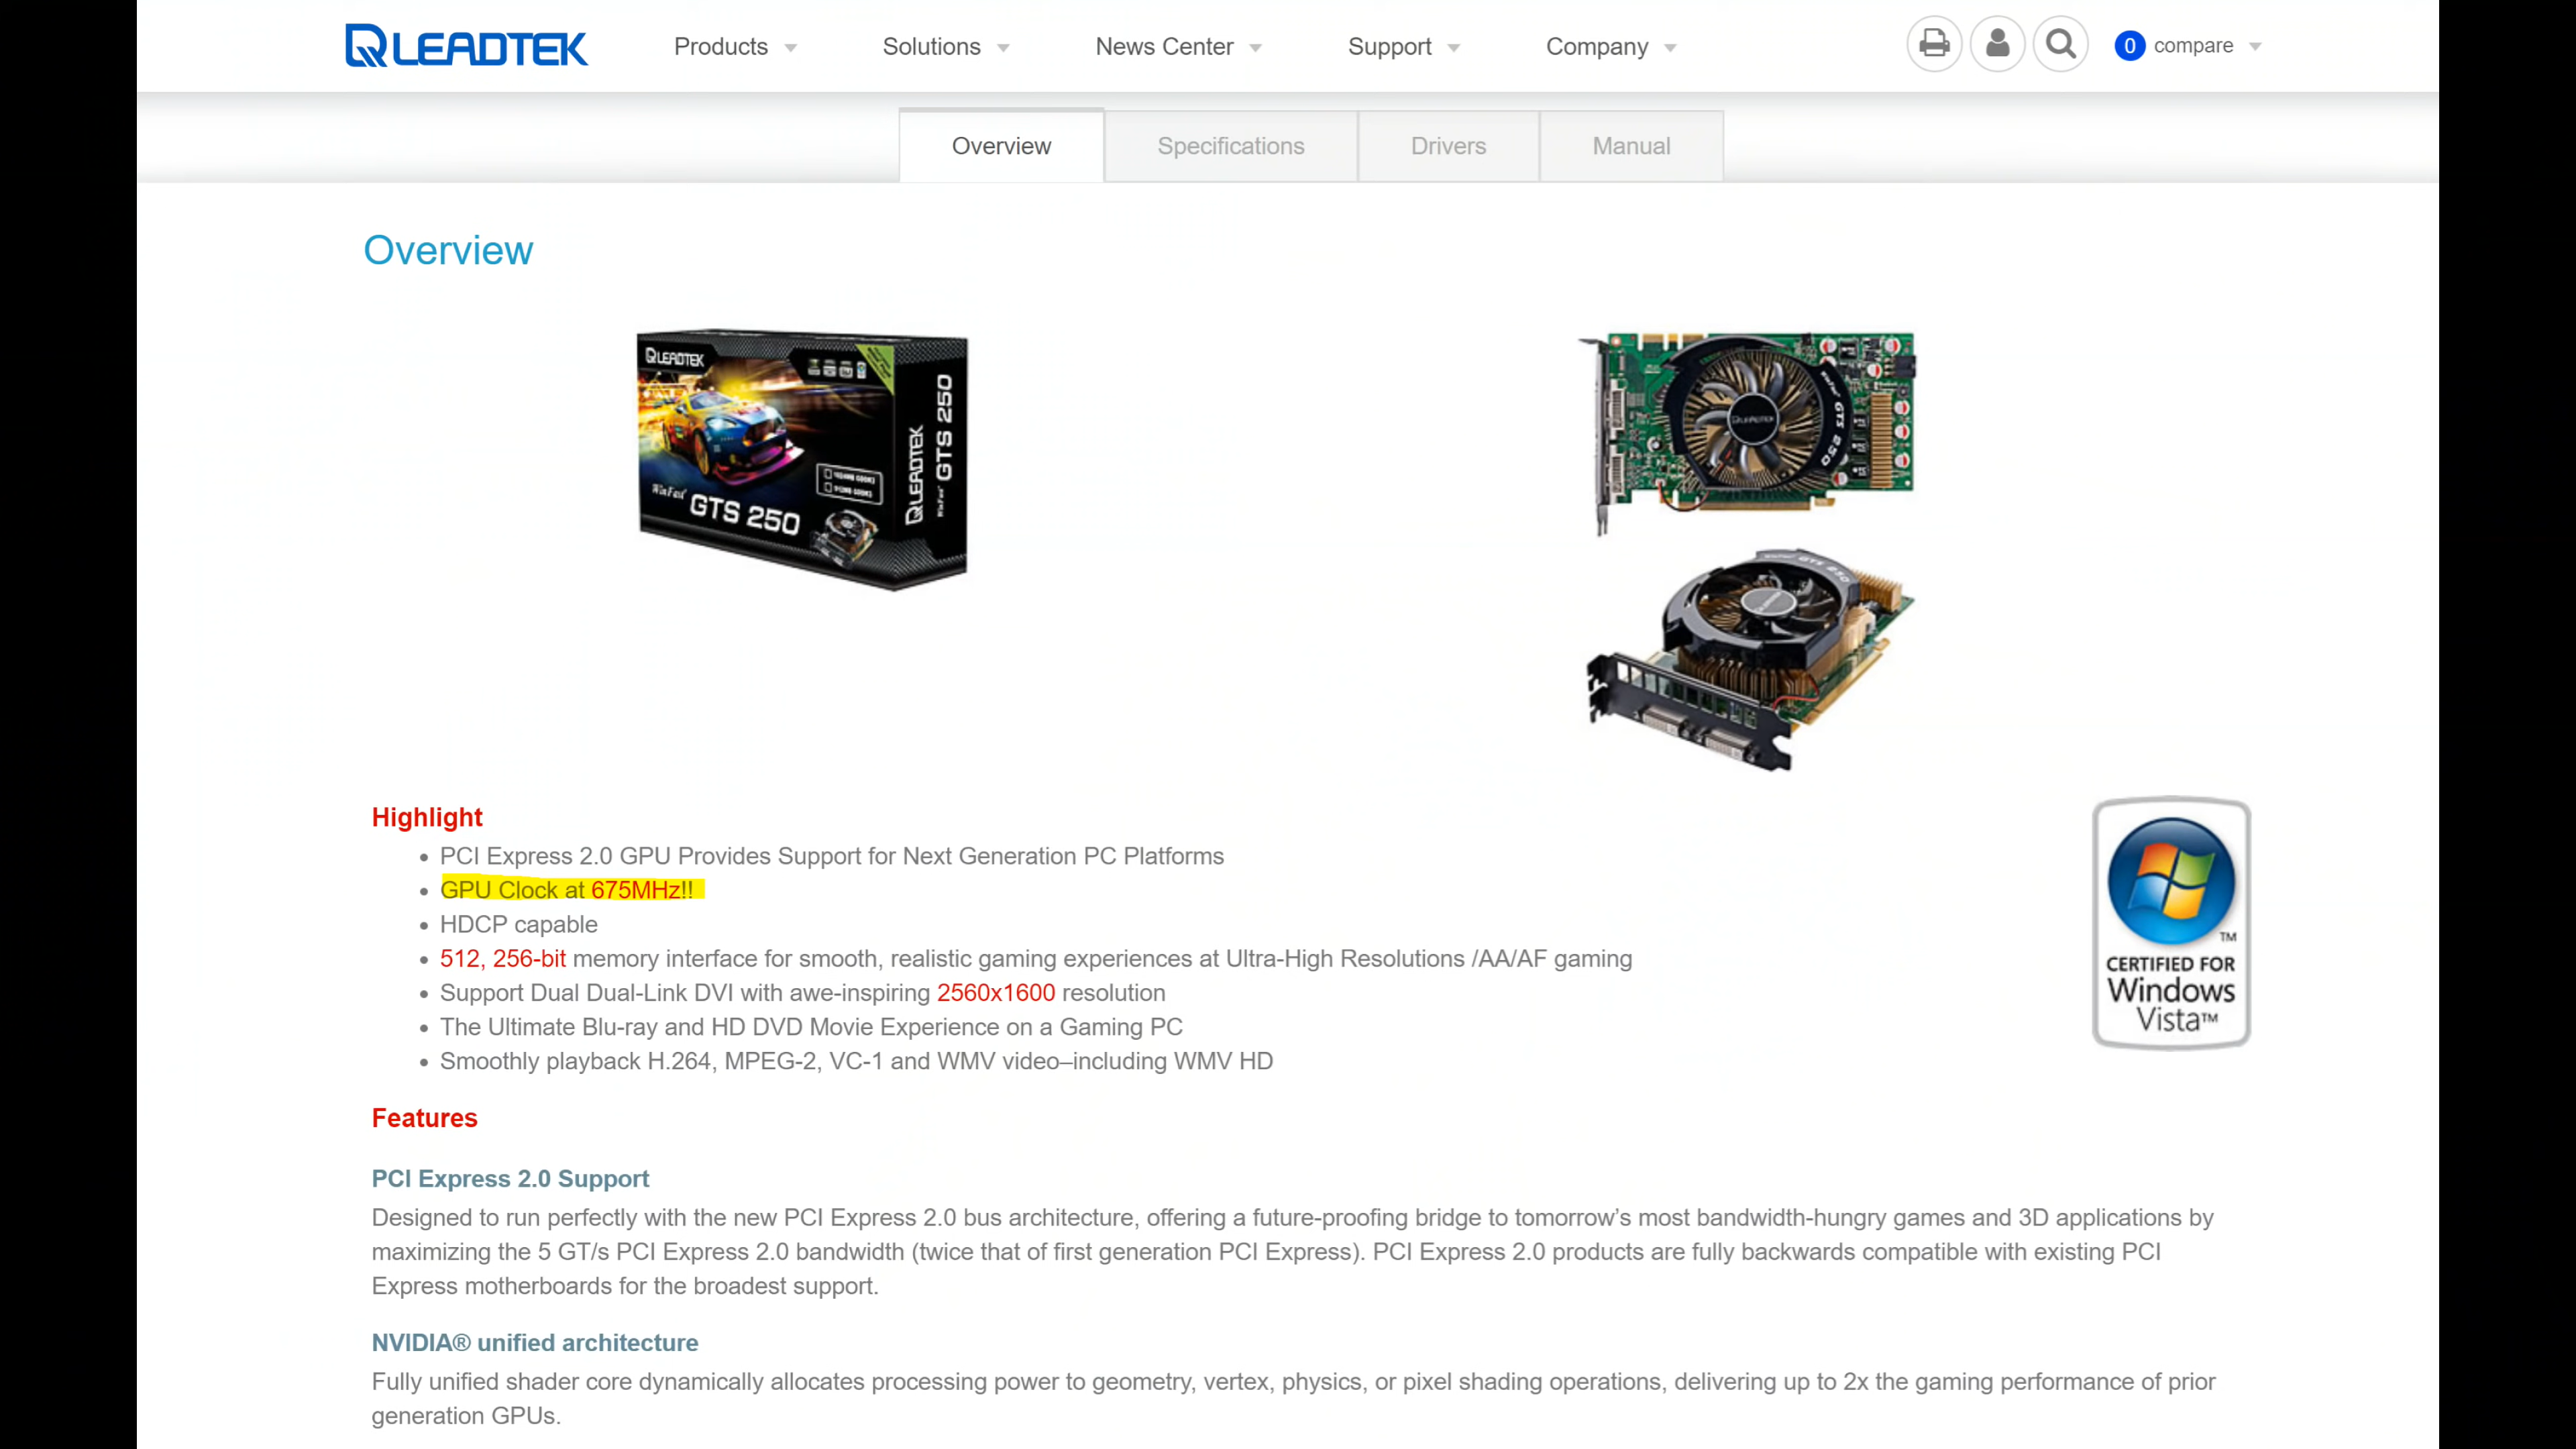 LEADTEK
Products
Solutions
News Center
Support
Company
0 compare
Overview
Specifications
Drivers
Manual
Overview
LEADTEK
WinFast
GTS 250
LEADTEK
WinFast GTS 250
GTS 250
GTS 250
Highlight
• PCI Express 2.0 GPU Provides Support for Next Generation PC Platforms
• GPU Clock at 675MHz!!
• HDCP capable
• 512, 256-bit memory interface for smooth, realistic gaming experiences at Ultra-High Resolutions /AA/AF gaming
• Support Dual Dual-Link DVI with awe-inspiring 2560x1600 resolution
• The Ultimate Blu-ray and HD DVD Movie Experience on a Gaming PC
• Smoothly playback H.264, MPEG-2, VC-1 and WMV video–including WMV HD
TM
CERTIFIED FOR
Windows
Vista™
Features
PCI Express 2.0 Support
Designed to run perfectly with the new PCI Express 2.0 bus architecture, offering a future-proofing bridge to tomorrow’s most bandwidth-hungry games and 3D applications by
maximizing the 5 GT/s PCI Express 2.0 bandwidth (twice that of first generation PCI Express). PCI Express 2.0 products are fully backwards compatible with existing PCI
Express motherboards for the broadest support.
NVIDIA® unified architecture
Fully unified shader core dynamically allocates processing power to geometry, vertex, physics, or pixel shading operations, delivering up to 2x the gaming performance of prior
generation GPUs.